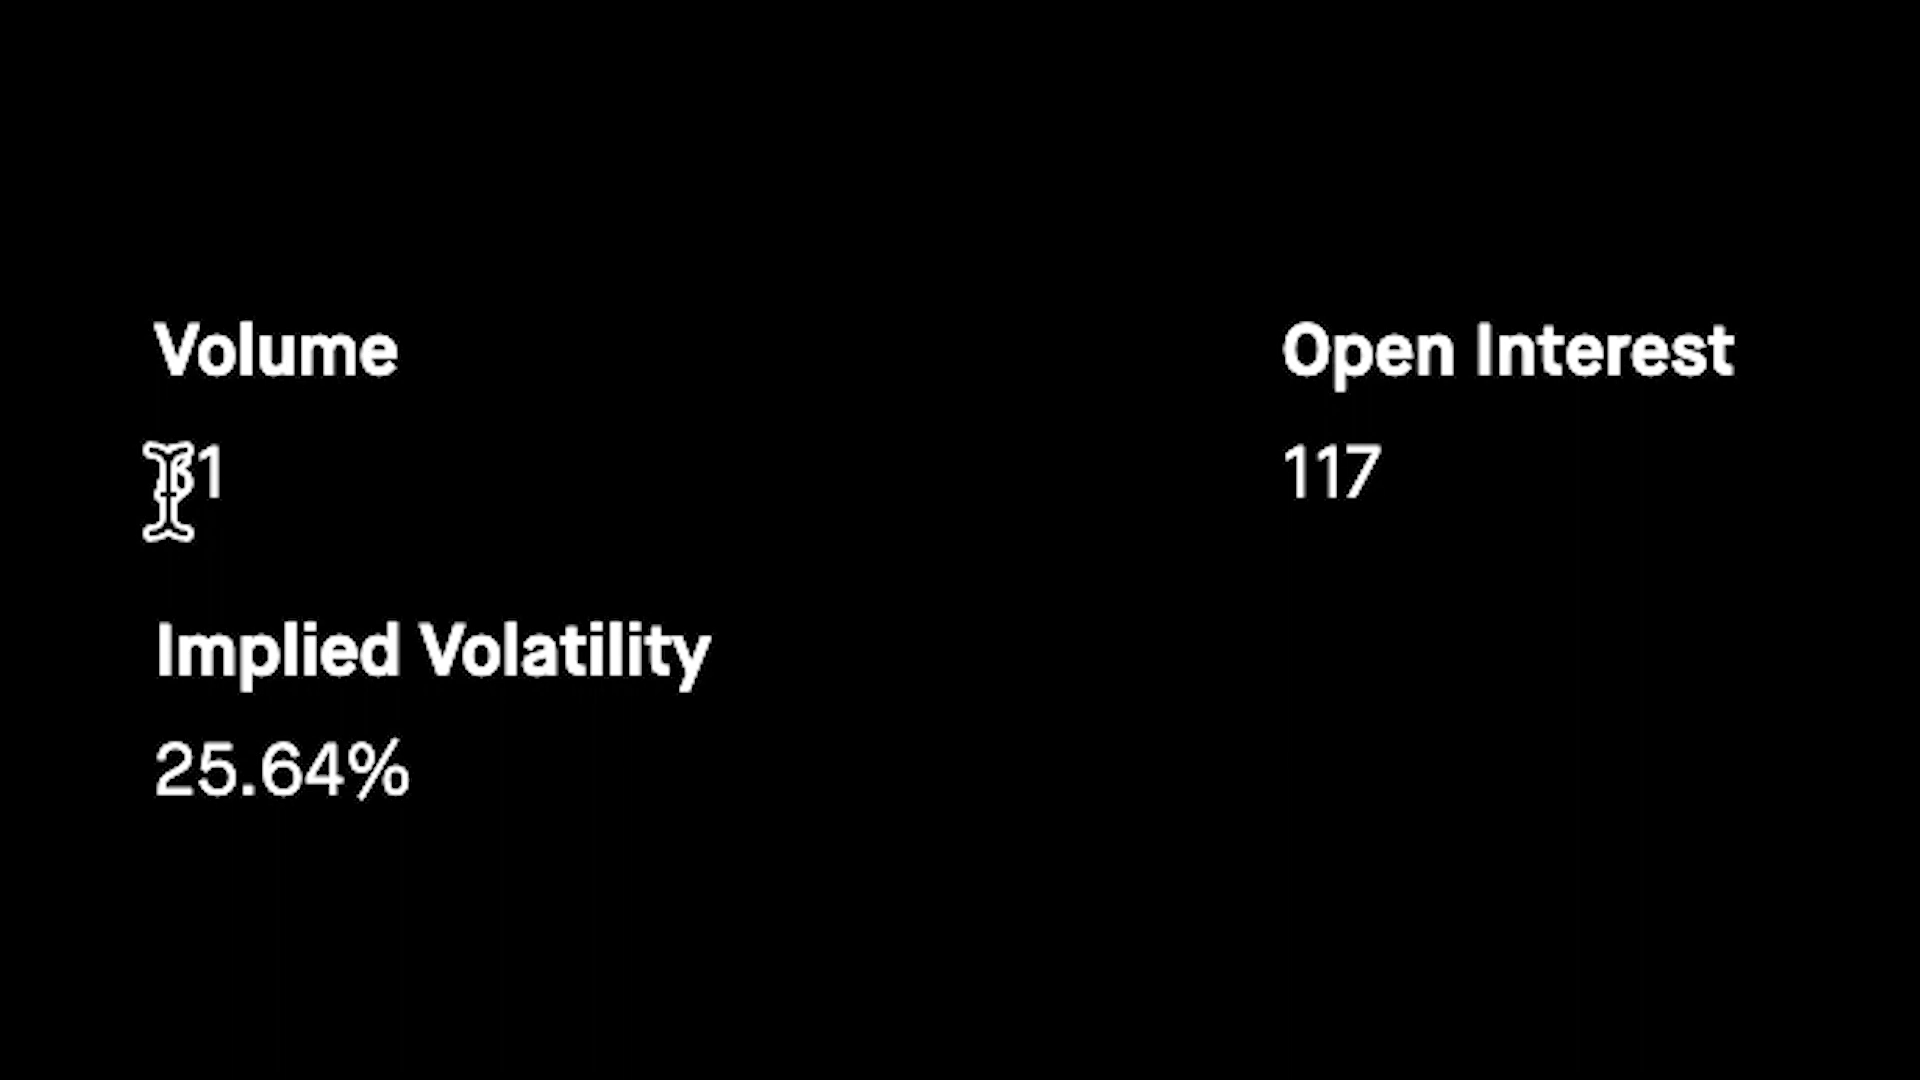 Volume
Open Interest
117
Implied Volatility
25.64%